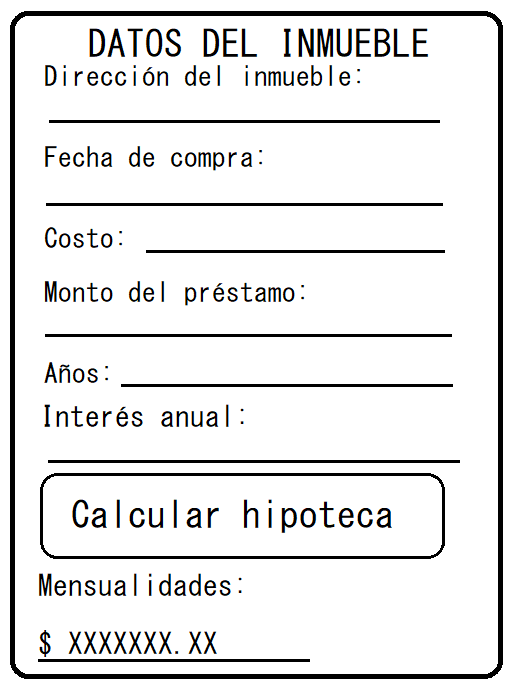 DATOS DEL INMUEBLE
Dirección del inmueble:
Fecha de compra:
Costo:
Monto del préstamo:
Años:
Interés anual:
Calcular hipoteca
Mensualidades:
$ XXXXXXX.XX